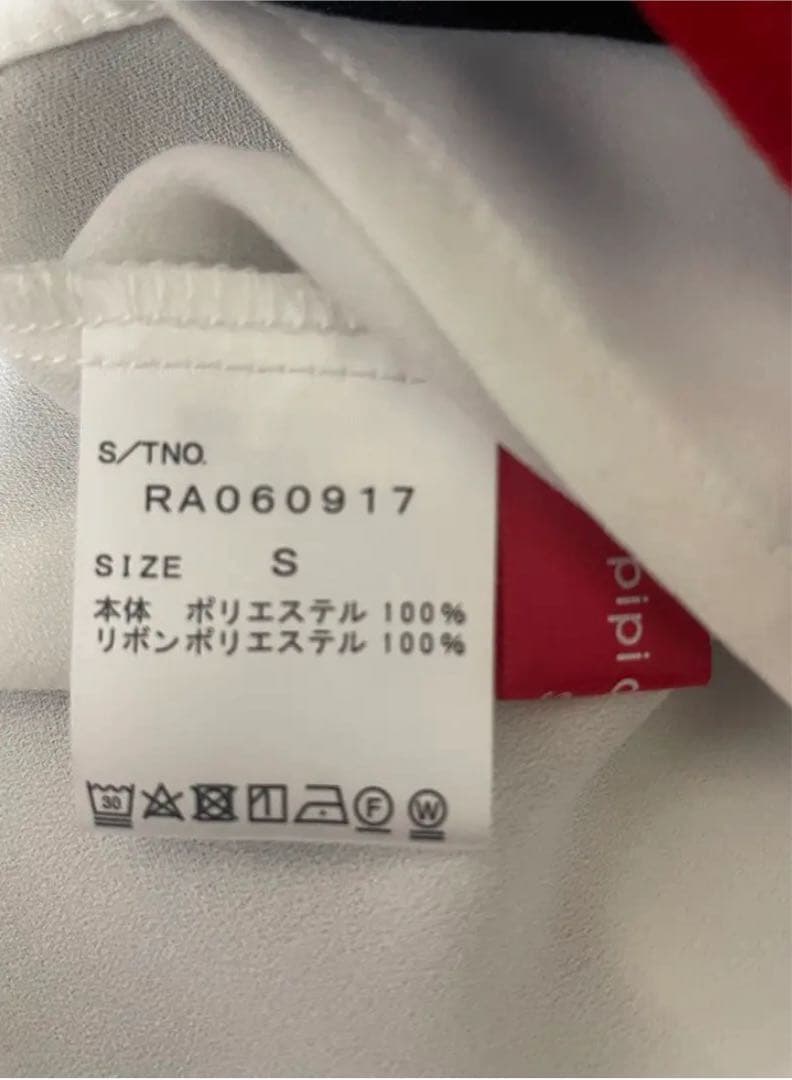 S/TNO.
RA060917
SIZE S
本体 ポリエステル 100%
リボンポリエステル 100%
30
F
W
pipi